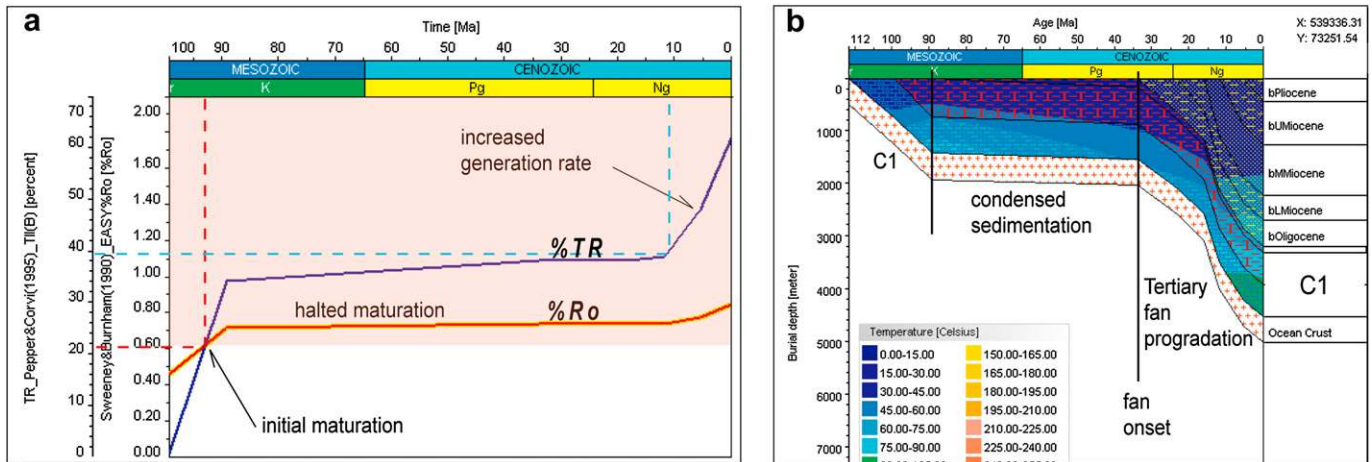 a
Time [Ma]
100 90 80 70 60 50 40 30 20 10 0
MESOZOIC CENOZOIC
r K Pg Ng
TR_Pepper&Corvi(1995)_TII(B) [percent]
70
60
50
40
30
20
10
0
Sweeney&Burnham(1990)_EASY%Ro [%Ro]
2.00
1.80
1.60
1.40
1.20
1.00
0.80
0.60
0.40
0.20
0.00
increased
generation rate
%TR
halted maturation
%Ro
initial maturation
b
Age [Ma]
X: 539336.31
Y: 73251.54
112 100 90 80 70 60 50 40 30 20 10 0
MESOZOIC CENOZOIC
r K Pg Ng
Burial depth [meter]
0
1000
2000
3000
4000
5000
6000
7000
C1
condensed
sedimentation
Tertiary
fan
progradation
fan
onset
bPliocene
bUMiocene
bMMiocene
bLMiocene
bOligocene
C1
Ocean Crust
Temperature [Celsius]
0.00-15.00 150.00-165.00
15.00-30.00 165.00-180.00
30.00-45.00 180.00-195.00
45.00-60.00 195.00-210.00
60.00-75.00 210.00-225.00
75.00-90.00 225.00-240.00